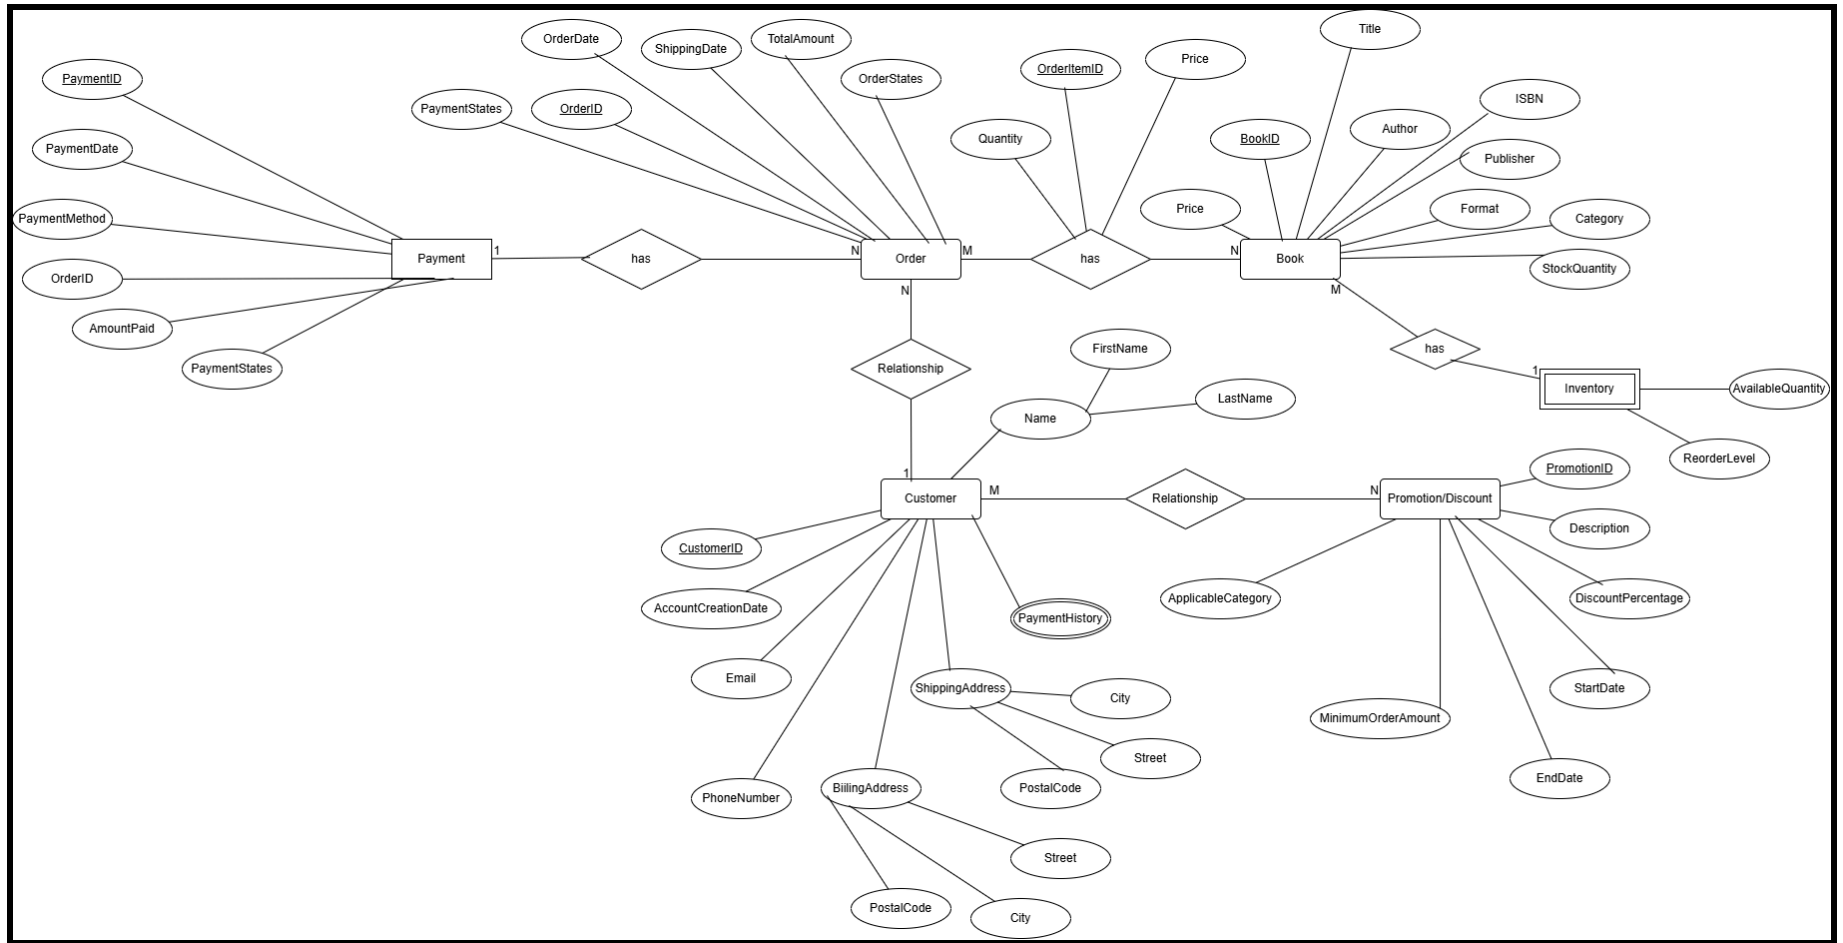 Title
OrderDate
ShippingDate
TotalAmount
Price
OrderItemID
PaymentID
OrderStates
ISBN
PaymentStates
OrderID
Author
Quantity
BookID
PaymentDate
Publisher
Price
Format
PaymentMethod
Category
1
N
M
N
Payment
has
Order
has
Book
StockQuantity
OrderID
N
M
AmountPaid
FirstName
has
PaymentStates
Relationship
1
Inventory
AvailableQuantity
LastName
Name
ReorderLevel
1
PromotionID
M
N
Customer
Relationship
Promotion/Discount
Description
CustomerID
AccountCreationDate
PaymentHistory
ApplicableCategory
DiscountPercentage
Email
ShippingAddress
City
StartDate
MinimumOrderAmount
Street
EndDate
PhoneNumber
BiilingAddress
PostalCode
Street
PostalCode
City